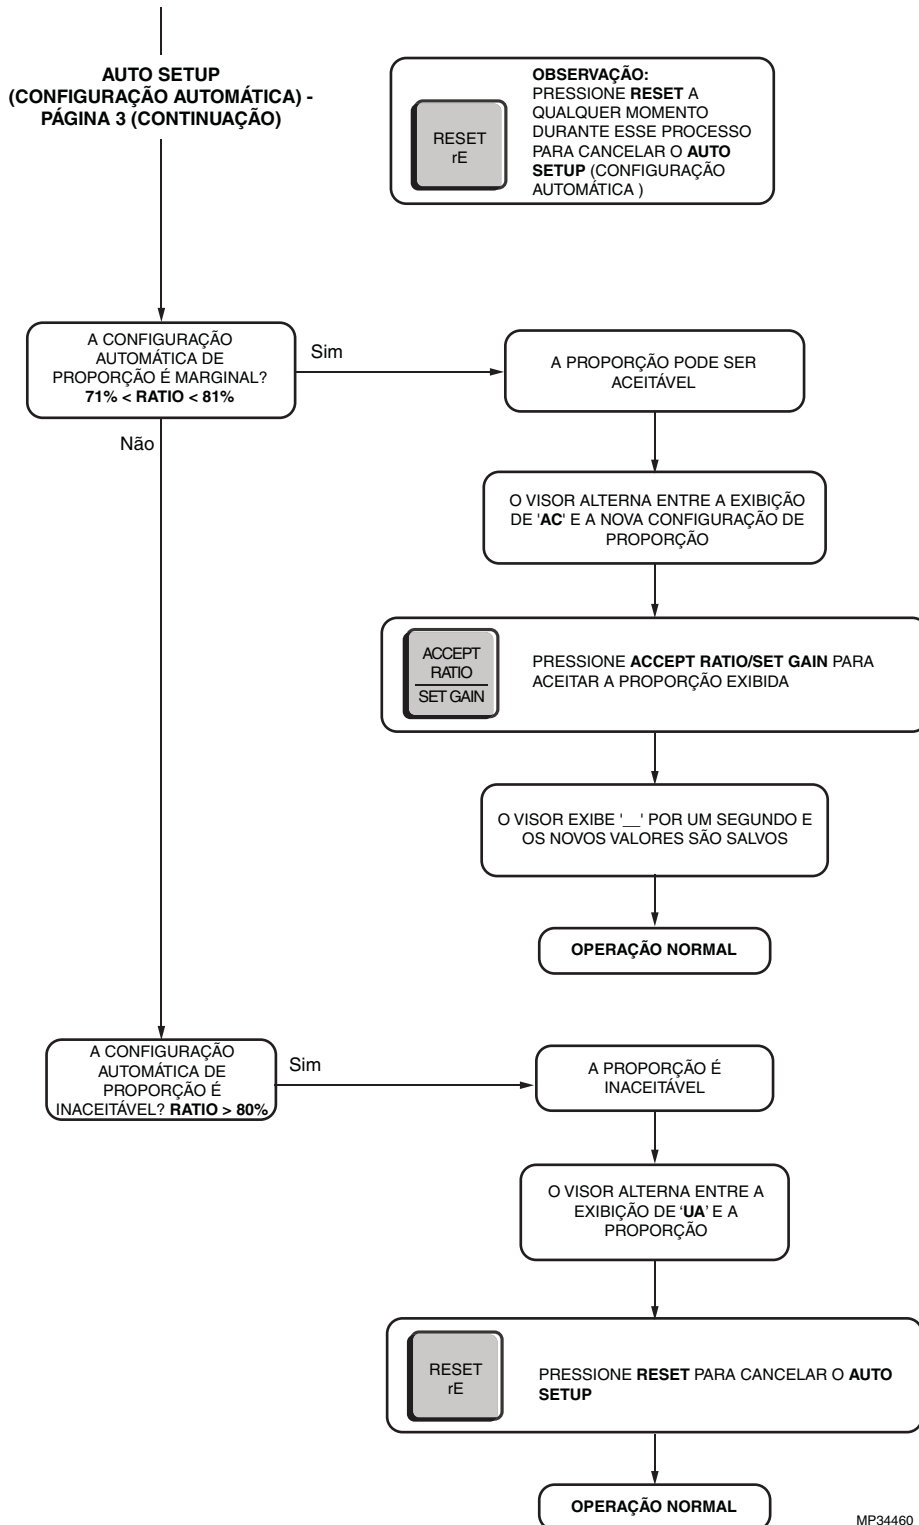 AUTO SETUP
(CONFIGURAÇÃO AUTOMÁTICA) -
PÁGINA 3 (CONTINUAÇÃO)
RESET
rE
OBSERVAÇÃO:
PRESSIONE RESET A
QUALQUER MOMENTO
DURANTE ESSE PROCESSO
PARA CANCELAR O AUTO
SETUP (CONFIGURAÇÃO
AUTOMÁTICA )
A CONFIGURAÇÃO
AUTOMÁTICA DE
PROPORÇÃO É MARGINAL?
71% < RATIO < 81%
Sim
A PROPORÇÃO PODE SER
ACEITÁVEL
Não
O VISOR ALTERNA ENTRE A EXIBIÇÃO
DE 'AC' E A NOVA CONFIGURAÇÃO DE
PROPORÇÃO
ACCEPT
RATIO
SET GAIN
PRESSIONE ACCEPT RATIO/SET GAIN PARA
ACEITAR A PROPORÇÃO EXIBIDA
O VISOR EXIBE '__' POR UM SEGUNDO E
OS NOVOS VALORES SÃO SALVOS
OPERAÇÃO NORMAL
A CONFIGURAÇÃO
AUTOMÁTICA DE
PROPORÇÃO É
INACEITÁVEL? RATIO > 80%
Sim
A PROPORÇÃO É
INACEITÁVEL
O VISOR ALTERNA ENTRE A
EXIBIÇÃO DE ‘UA’ E A
PROPORÇÃO
RESET
rE
PRESSIONE RESET PARA CANCELAR O AUTO
SETUP
OPERAÇÃO NORMAL
MP34460